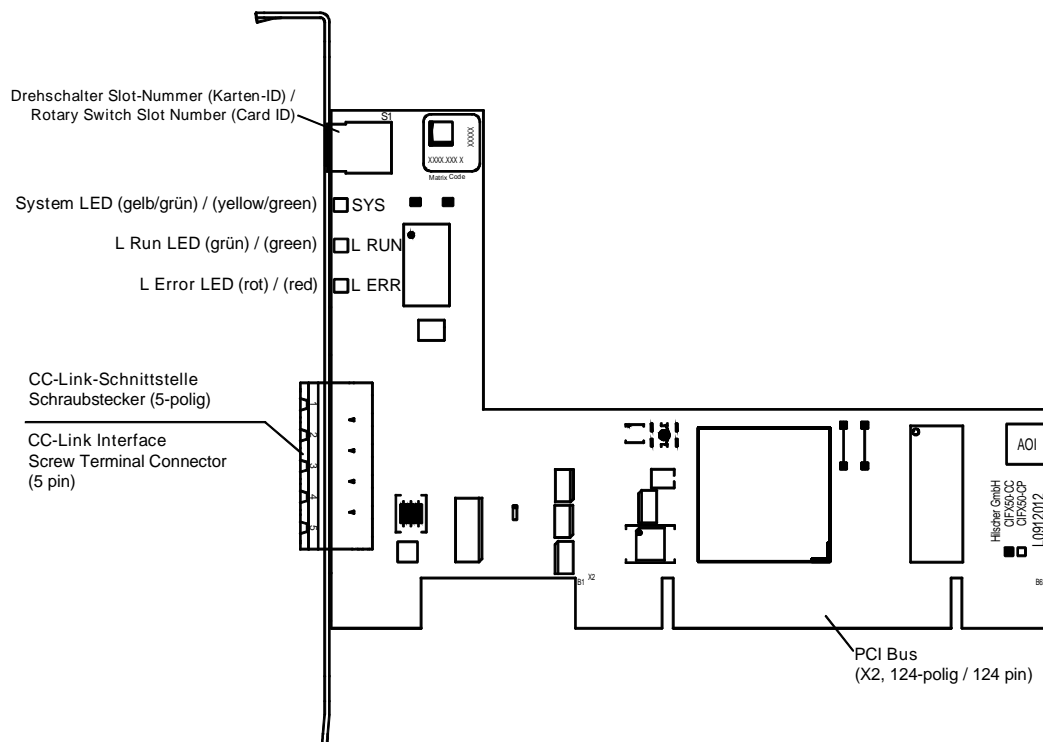 Drehschalter Slot-Nummer (Karten-ID) /
Rotary Switch Slot Number (Card ID)
S1
XXXXX
XXXX.XXX X
Matrix Code
System LED (gelb/grün) / (yellow/green)
SYS
L Run LED (grün) / (green)
L RUN
L Error LED (rot) / (red)
L ERR
CC-Link-Schnittstelle
Schraubstecker (5-polig)
CC-Link Interface
Screw Terminal Connector
(5 pin)
1
2
3
4
5
AOI
Hilscher GmbH
CIFX50-CC
CIFX50-CP
L0912012
B1
X2
B6
PCI Bus
(X2, 124-polig / 124 pin)